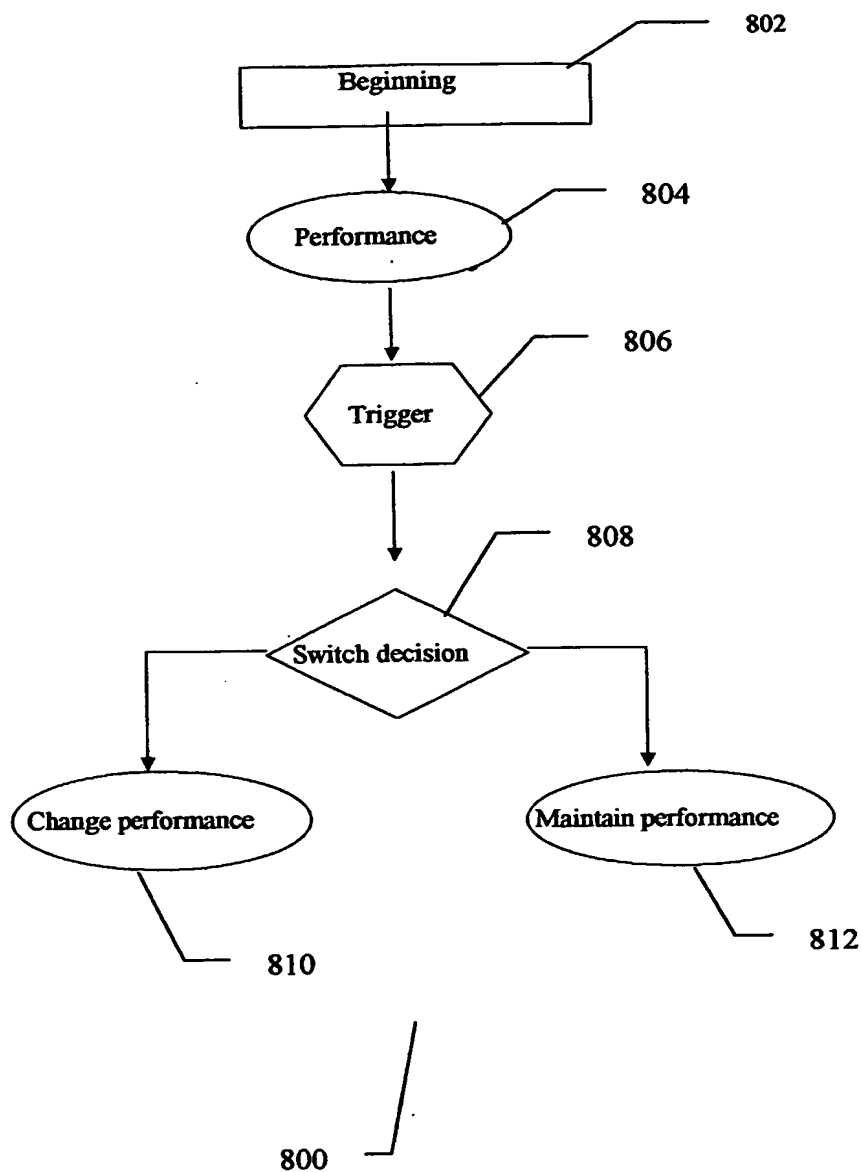 802
Beginning
804
Performance
806
Trigger
808
Switch decision
Change performance
Maintain performance
810
812
800